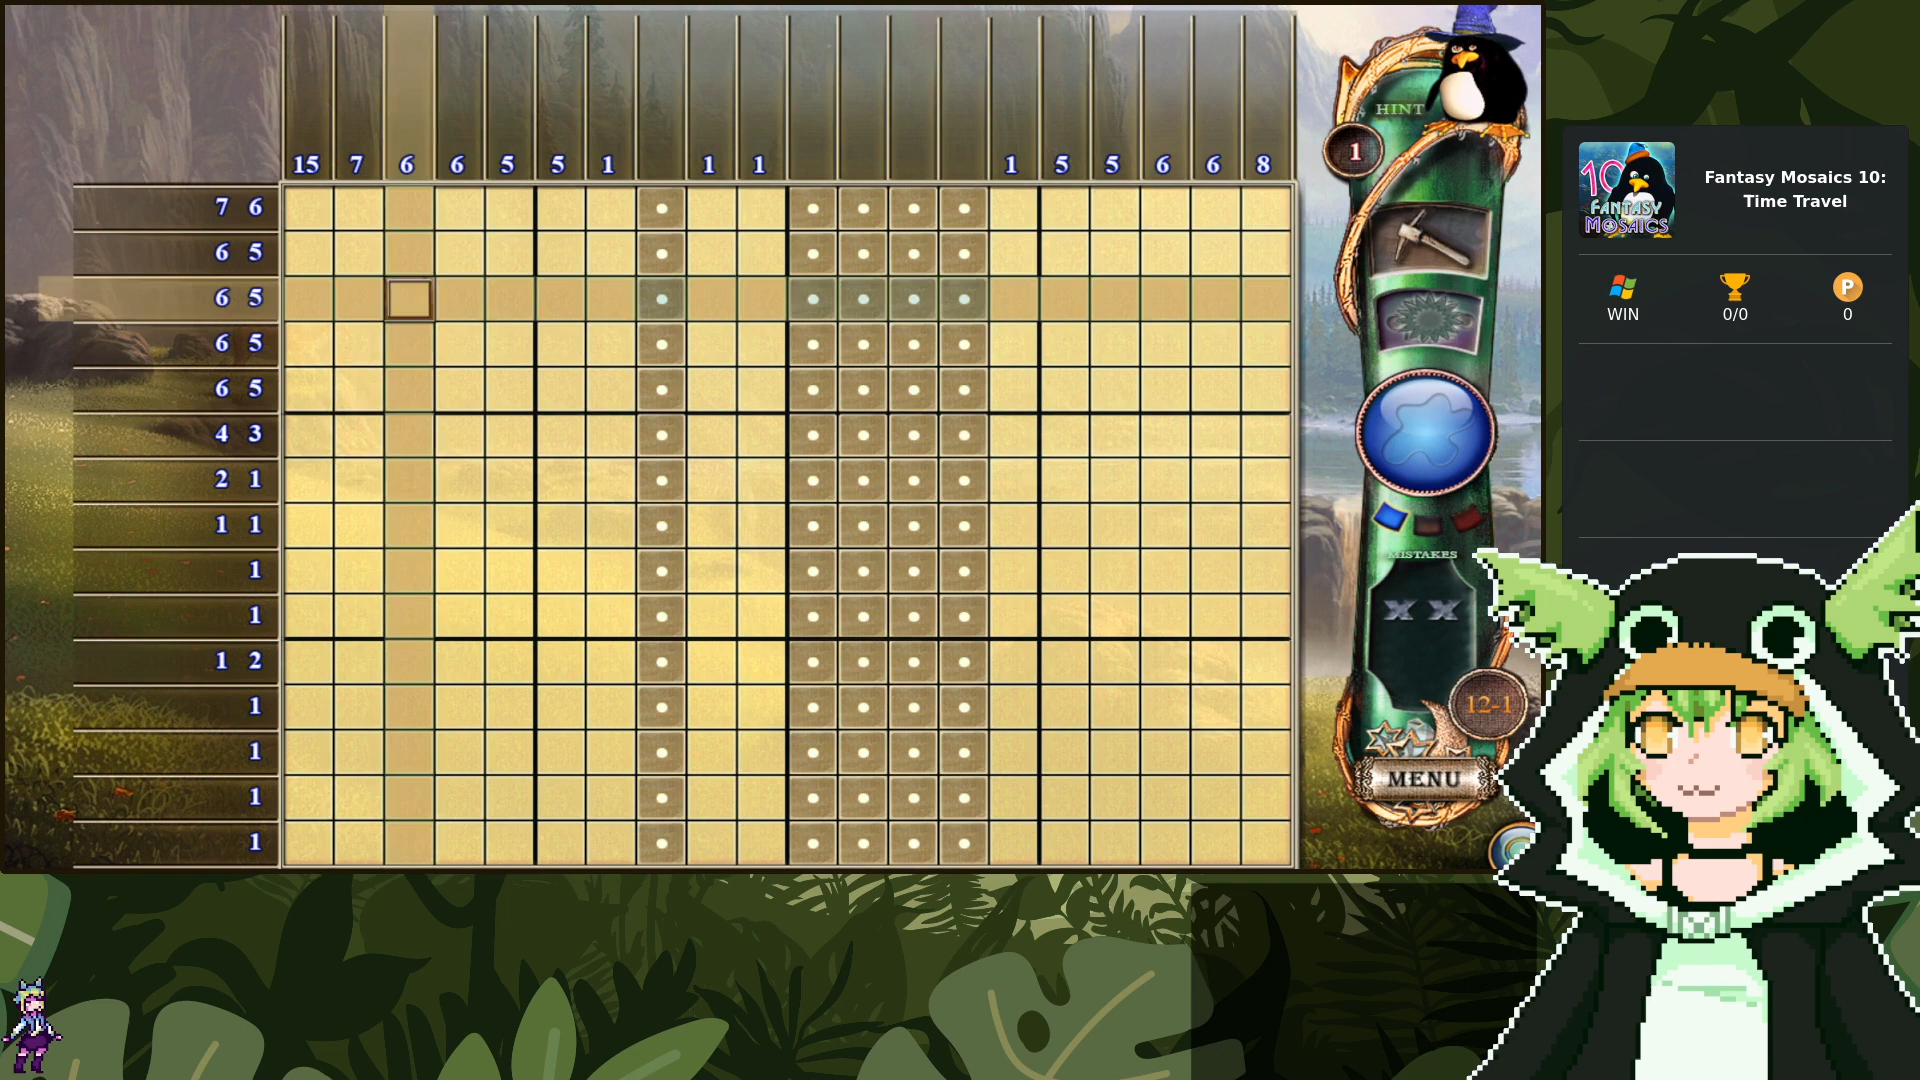 15 7 6 6 5 5 1 1 1 1 5 5 6 6 8
7 6
6 5
6 5
6 5
6 5
4 3
2 1
1 1
1
1
1 2
1
1
1
1
HINT
1
MISTAKES
X X
12-1
MENU
10
FANTASY
MOSAICS
Fantasy Mosaics 10:
Time Travel
P
WIN 0/0 0